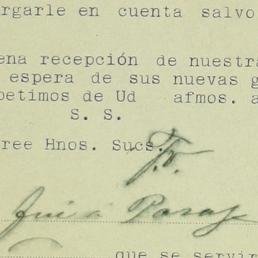 rgarle en cuenta salvo
ena recepción de nuestra
espera de sus nuevas g
petimos de Ud afmos. a
S. S.
ree Hnos. Sucs.
que se servir